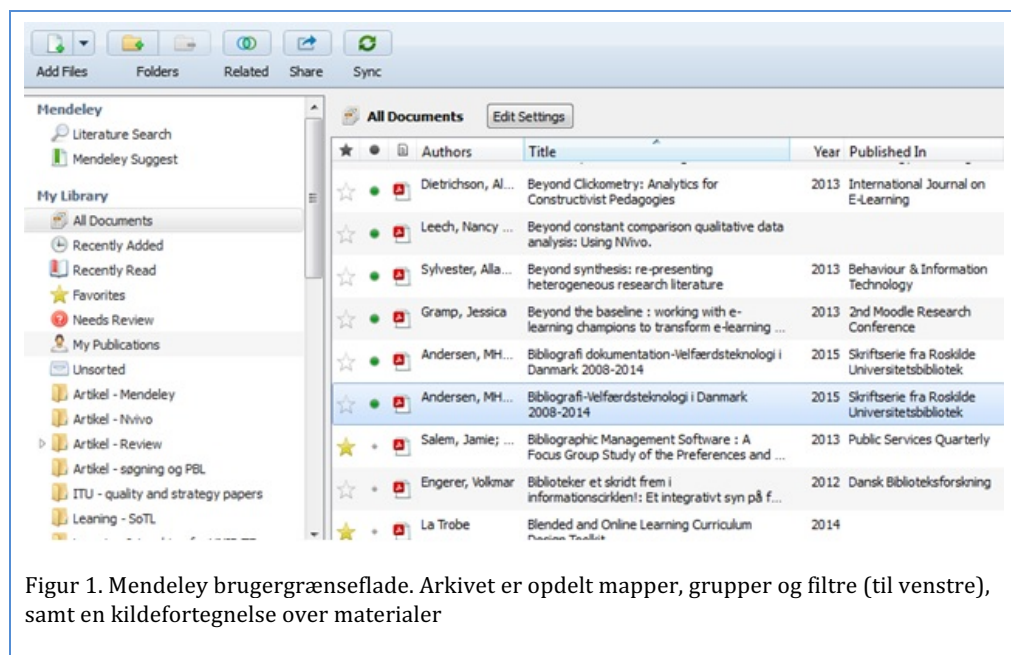 Add Files Folders Related Share Sync
Mendeley
Literature Search
Mendeley Suggest
My Library
All Documents
Recently Added
Recently Read
Favorites
Needs Review
My Publications
Unsorted
Artikel - Mendeley
Artikel - Nvivo
Artikel - Review
Artikel - søgning og PBL
ITU - quality and strategy papers
Leaning - SoTL
All Documents Edit Settings
Authors Title Year Published In
Dietrichson, Al... Beyond Clickometry: Analytics for 2013 International Journal on
Constructivist Pedagogies E-Learning
Leech, Nancy ... Beyond constant comparison qualitative data
analysis: Using NVivo.
Sylvester, Alla... Beyond synthesis: re-presenting 2013 Behaviour & Information
heterogeneous research literature Technology
Gramp, Jessica Beyond the baseline : working with e- 2013 2nd Moodle Research
learning champions to transform e-learning ... Conference
Andersen, MH... Bibliografi dokumentation-Velfærdsteknologi i 2015 Skriftserie fra Roskilde
Danmark 2008-2014 Universitetsbibliotek
Andersen, MH... Bibliografi-Velfærdsteknologi i Danmark 2015 Skriftserie fra Roskilde
2008-2014 Universitetsbibliotek
Salem, Jamie; ... Bibliographic Management Software : A 2013 Public Services Quarterly
Focus Group Study of the Preferences and ...
Engerer, Volkmar Biblioteker et skridt frem i 2012 Dansk Biblioteksforskning
informationscirklen!: Et integrativt syn på f...
La Trobe Blended and Online Learning Curriculum 2014
Design Toolkit
Figur 1. Mendeley brugergrænseflade. Arkivet er opdelt mapper, grupper og filtre (til venstre),
samt en kildefortegnelse over materialer